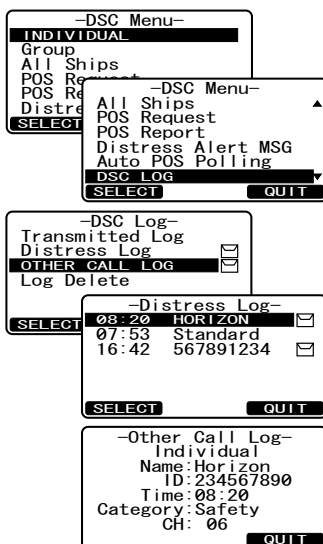 –DSC Menu–
INDIVIDUAL
Group
All Ships
POS Request
POS Re
Distre
SELECT
–DSC Menu–
All Ships
POS Request
POS Report
Distress Alert MSG
Auto POS Polling
DSC LOG
SELECT QUIT
–DSC Log–
Transmitted Log
Distress Log
OTHER CALL LOG
Log Delete
SELECT
–Distress Log–
08:20 HORIZON
07:53 Standard
16:42 567891234
SELECT QUIT
–Other Call Log–
Individual
Name:Horizon
ID:234567890
Time:08:20
Category:Safety
CH: 06
QUIT